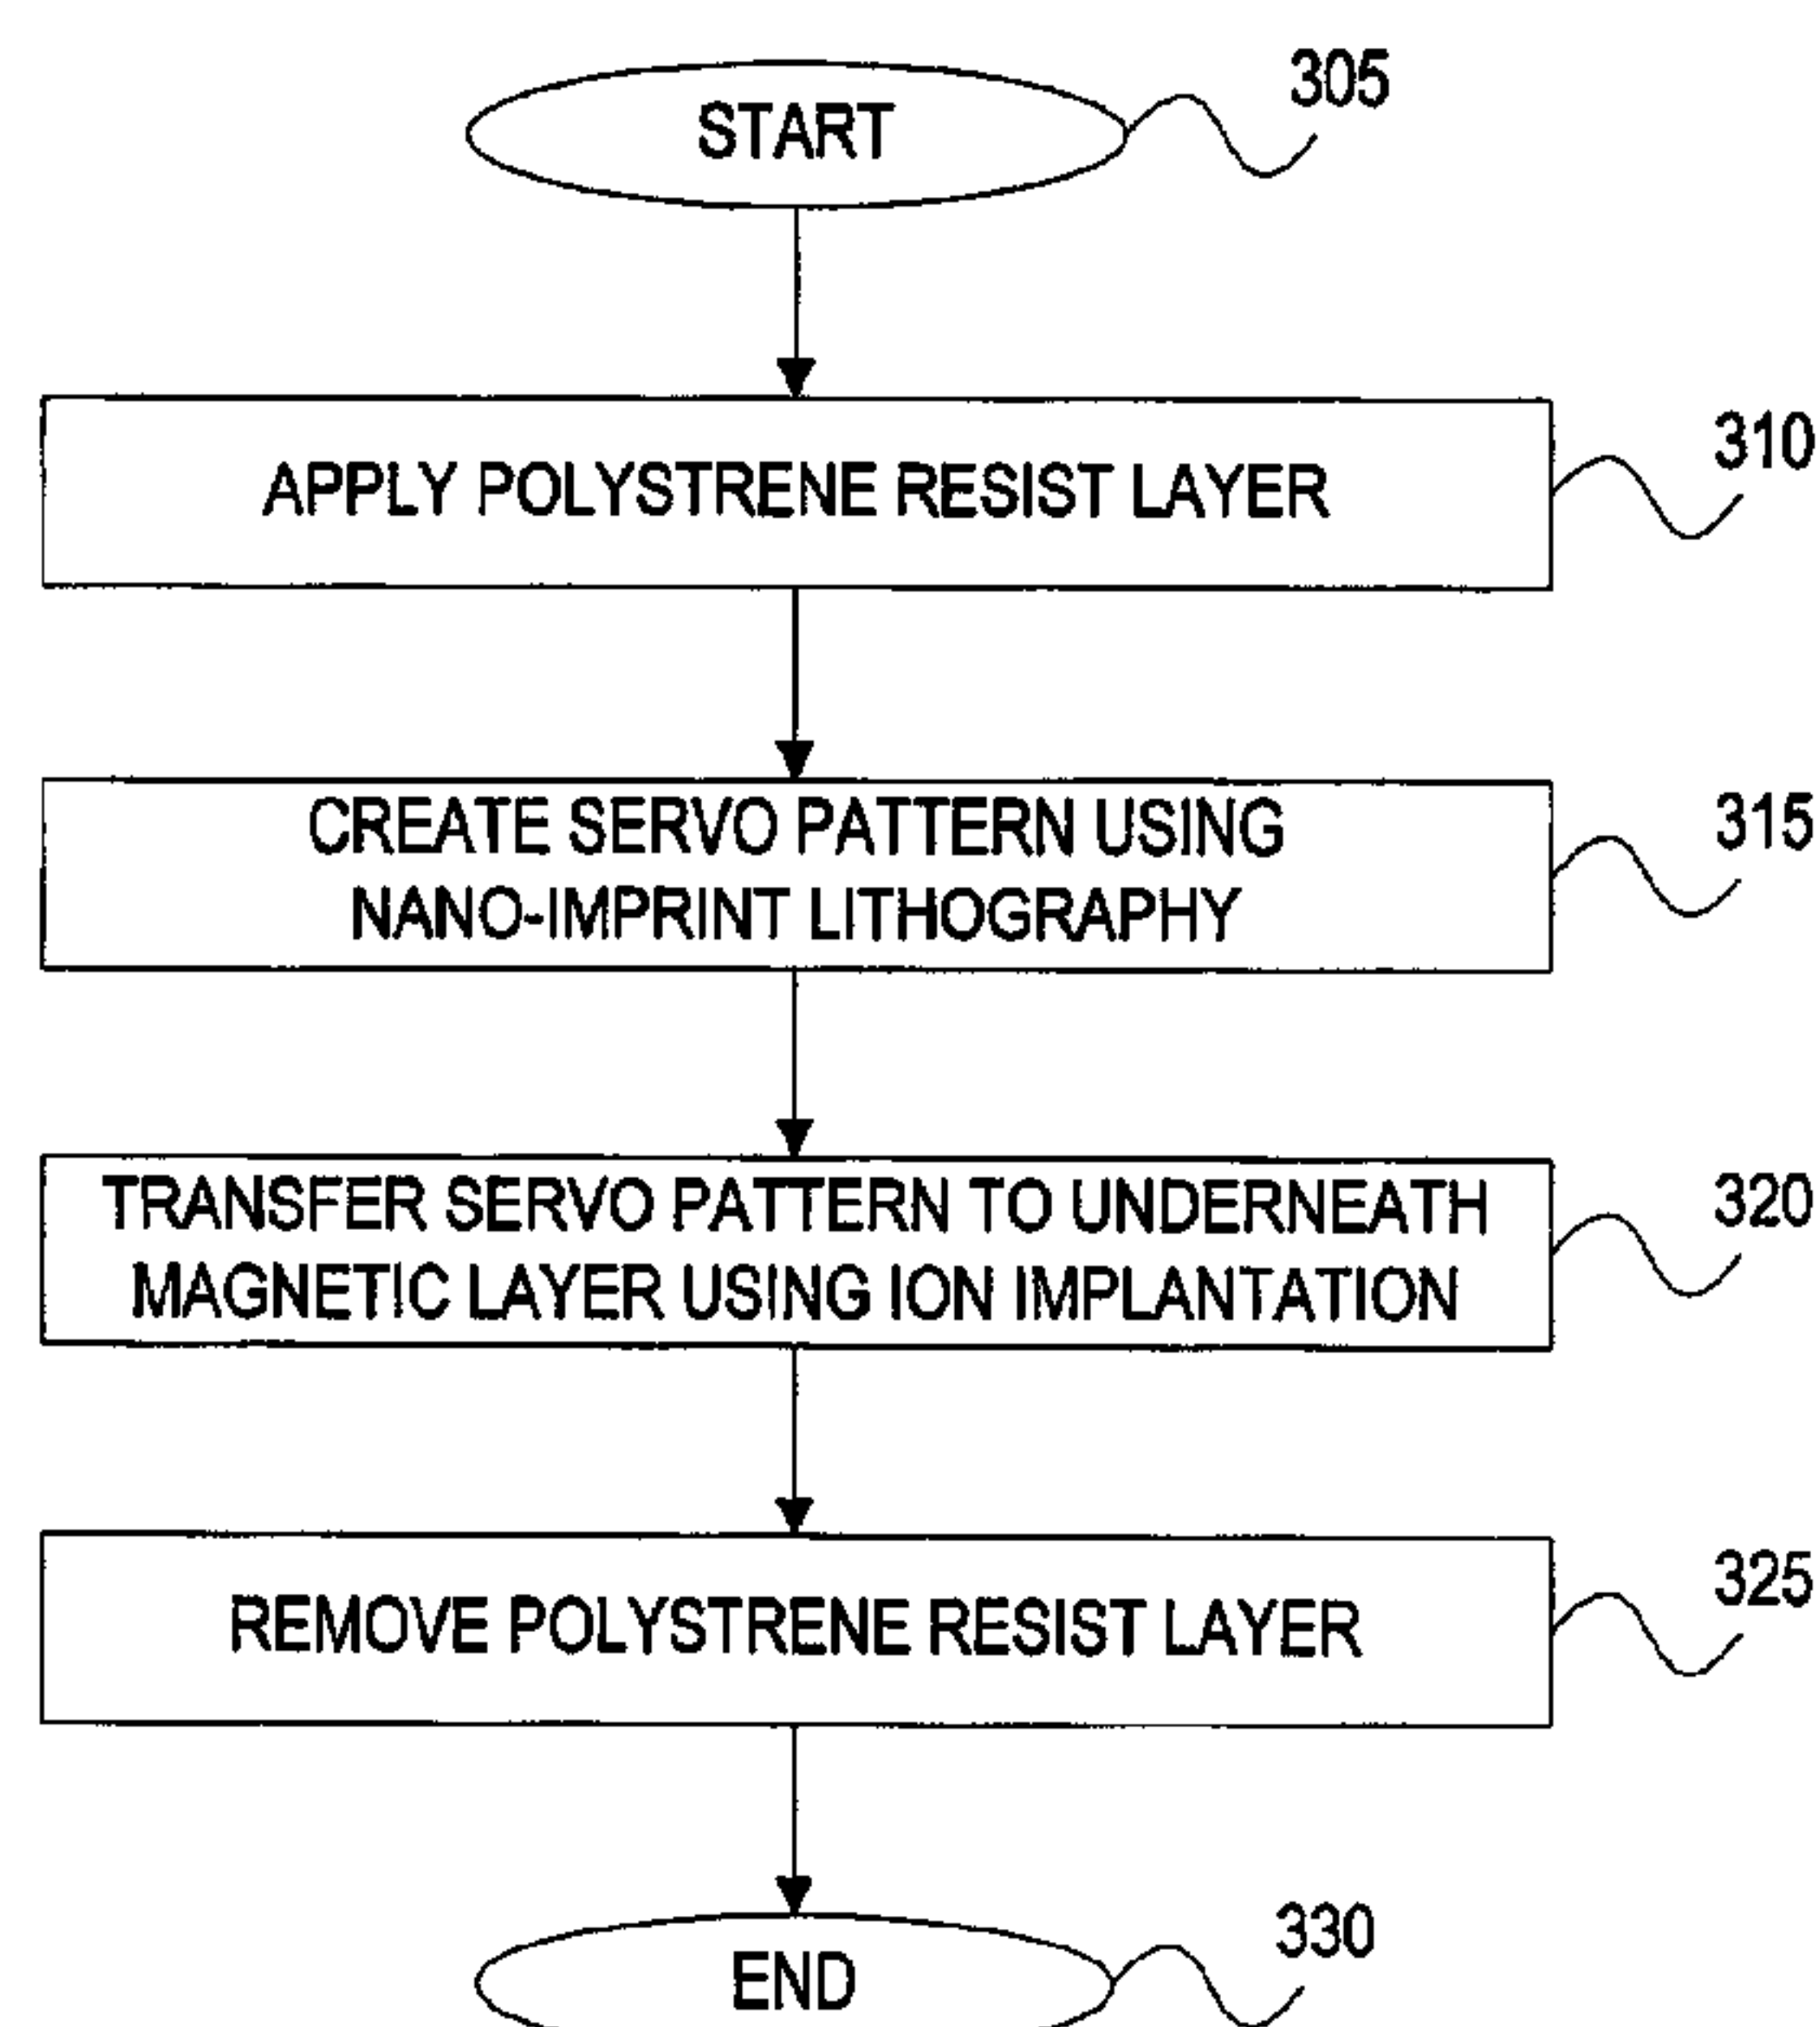 START
305
APPLY POLYSTRENE RESIST LAYER
310
CREATE SERVO PATTERN USING
NANO-IMPRINT LITHOGRAPHY
315
TRANSFER SERVO PATTERN TO UNDERNEATH
MAGNETIC LAYER USING ION IMPLANTATION
320
REMOVE POLYSTRENE RESIST LAYER
325
END
330